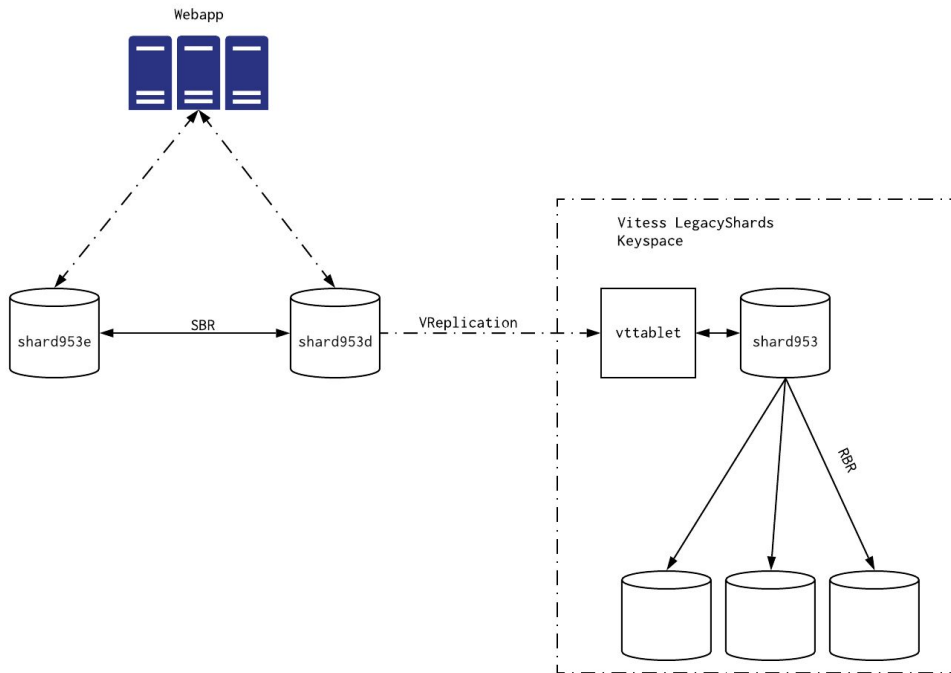 Webapp
Vitess LegacyShards
Keyspace
shard953e
SBR
shard953d
VReplication
vttablet
shard953
RBR